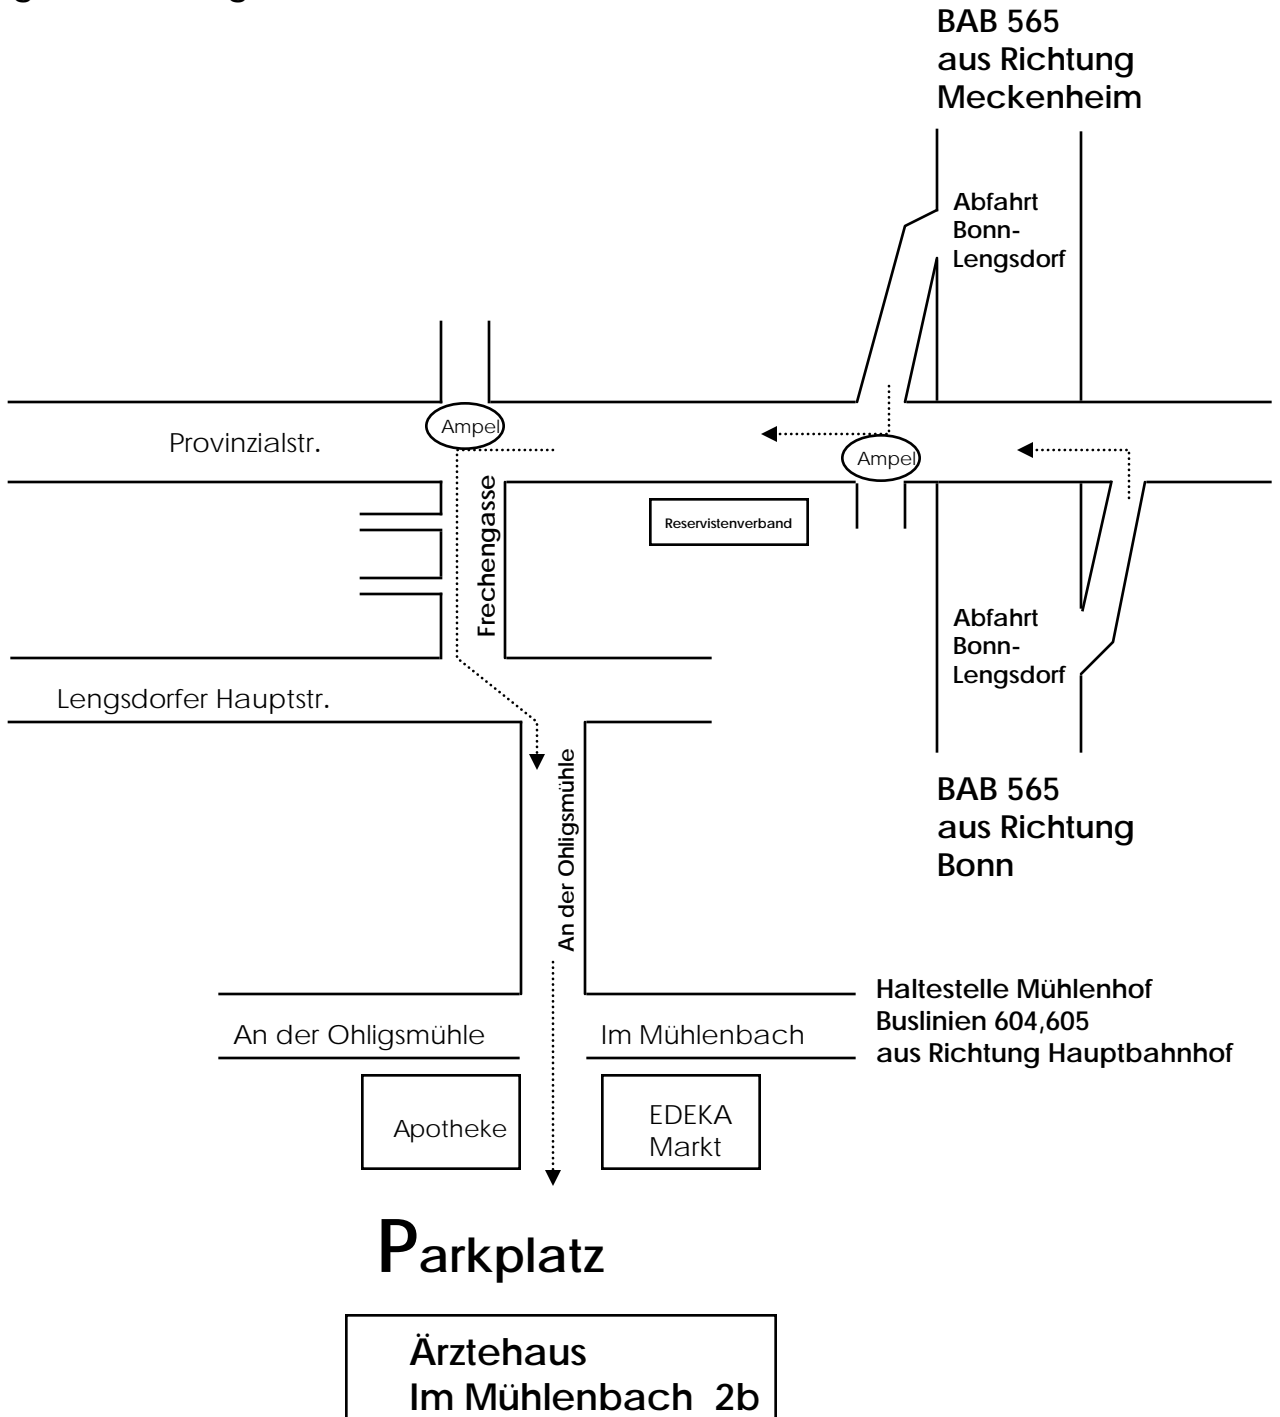 BAB 565
aus Richtung
Meckenheim
Abfahrt
Bonn-
Lengsdorf
Ampel
Provinzialstr.
Ampel
Reservistenverband
Frechengasse
Abfahrt
Bonn-
Lengsdorf
Lengsdorfer Hauptstr.
An der Ohligsmühle
BAB 565
aus Richtung
Bonn
Haltestelle Mühlenhof
Buslinien 604,605
aus Richtung Hauptbahnhof
An der Ohligsmühle
Im Mühlenbach
Apotheke
EDEKA
Markt
Parkplatz
Ärztehaus
Im Mühlenbach 2b